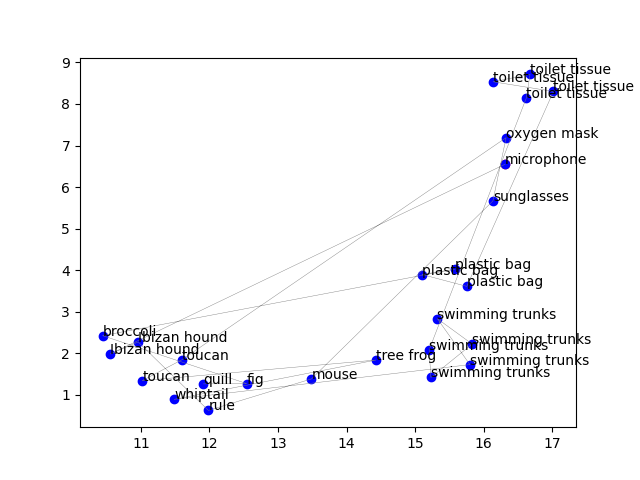 9
toilet tissue
toilet tissue
toilet tissue
toilet tissue
8
oxygen mask
7
microphone
6
sunglasses
5
plastic bag
plastic bag
4
plastic bag
3
swimming trunks
broccoli
Ibizan hound
swimming trunks
Ibizan hound
swimming trunks
2
toucan
tree frog
swimming trunks
toucan
quill
fig
mouse
swimming trunks
1
whiptail
rule
11
12
13
14
15
16
17